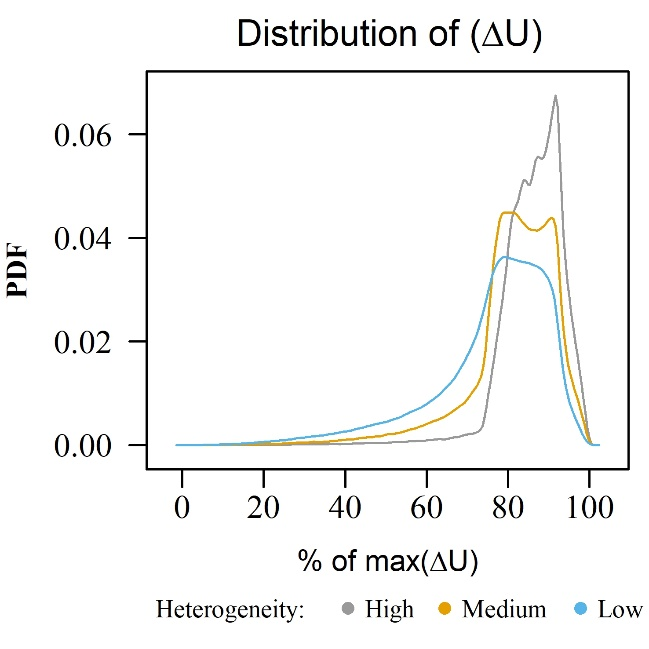 Distribution of (ΔU)
0.06
0.04
0.02
0.00
PDF
0 20 40 60 80 100
% of max(ΔU)
Heterogeneity: High Medium Low